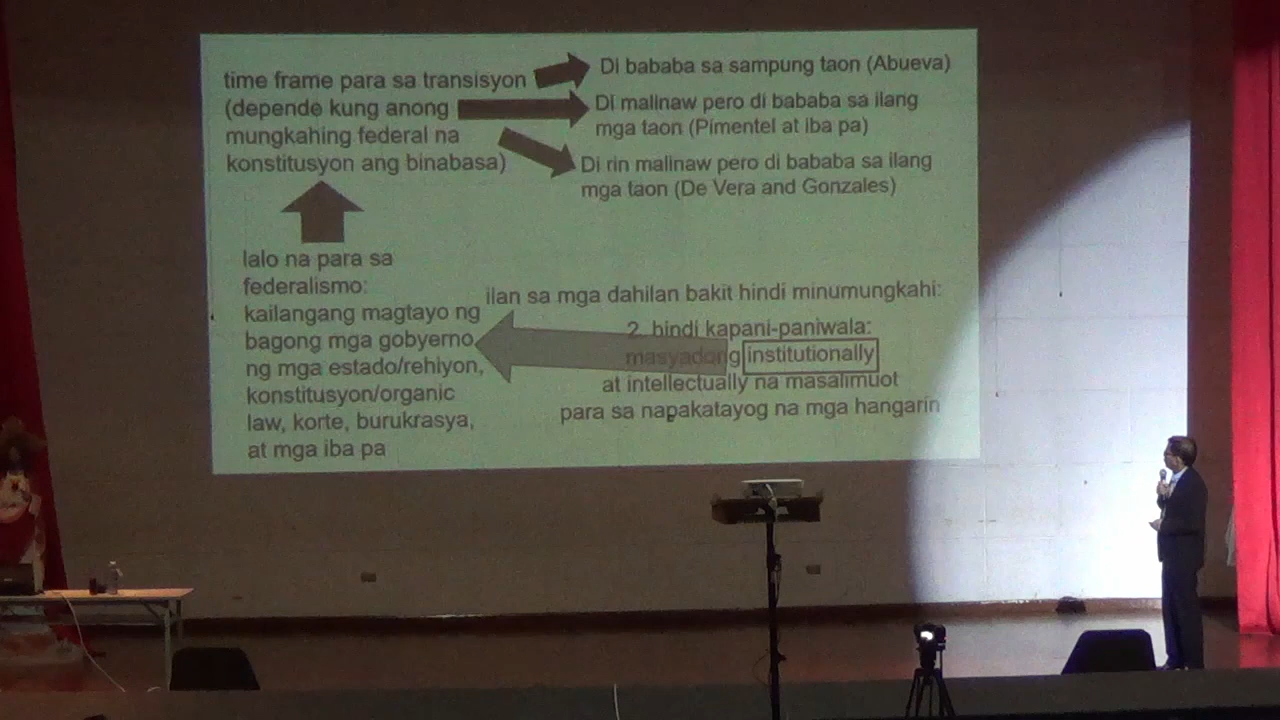 time frame para sa transisyon
(depende kung anong
mungkahing federal na
konstitusyon ang binabasa)
Di bababa sa sampung taon (Abueva)
Di malinaw pero di bababa sa ilang
mga taon (Pimentel at iba pa)
Di rin malinaw pero di bababa sa ilang
mga taon (De Vera and Gonzales)
lalo na para sa
federalismo:
kailangang magtayo ng
bagong mga gobyerno
ng mga estado/rehiyon,
konstitusyon/organic
law, korte, burukrasya,
at mga iba pa
ilan sa mga dahilan bakit hindi minumungkahi:
2. hindi kapani-paniwala:
masyadong institutionally
at intellectually na masalimuot
para sa napakatayog na mga hangarin